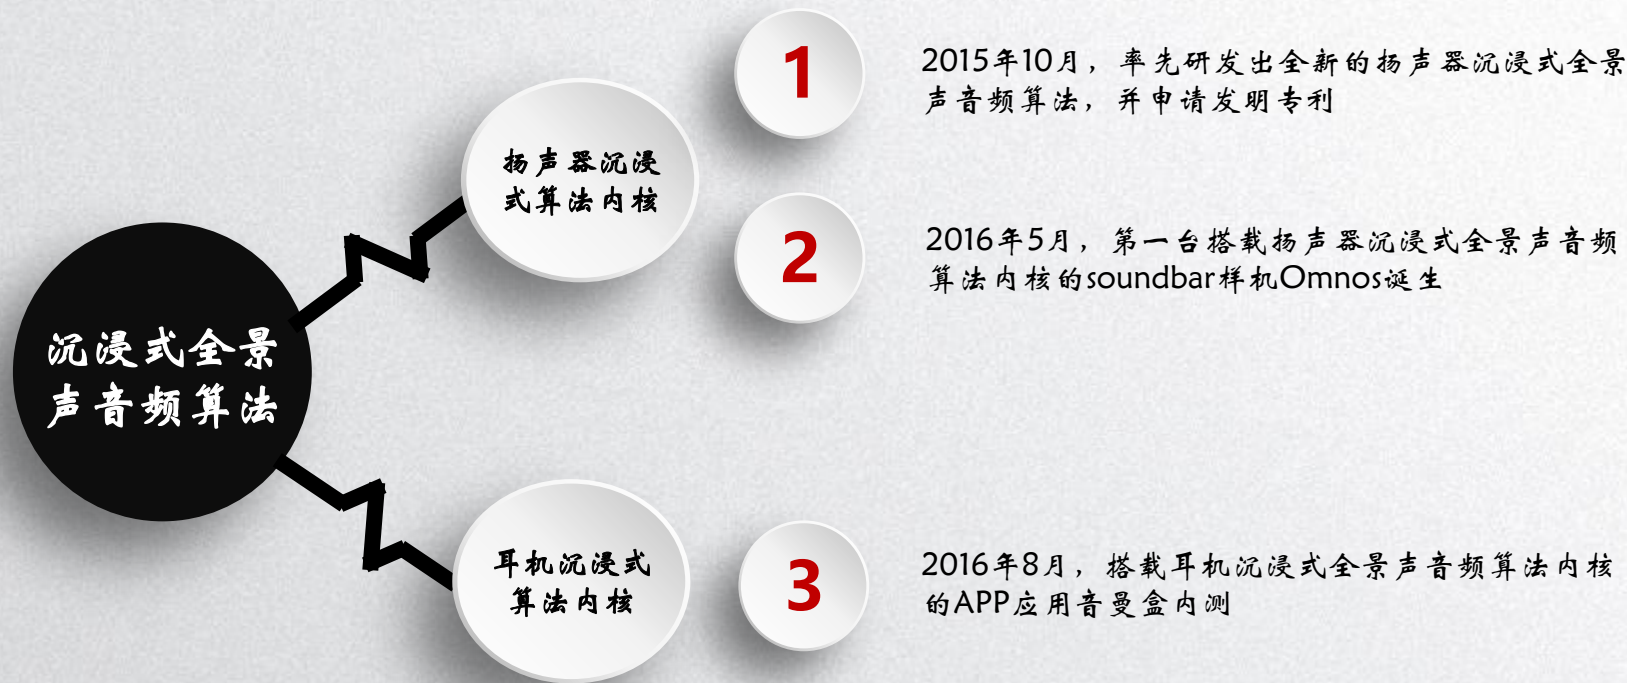 沉浸式全景
声音频算法
扬声器沉浸
式算法内核
1
2015年10月，率先研发出全新的扬声器沉浸式全景
声音频算法，并申请发明专利
2
2016年5月，第一台搭载扬声器沉浸式全景声音频
算法内核的soundbar样机Omnos诞生
耳机沉浸式
算法内核
3
2016年8月，搭载耳机沉浸式全景声音频算法内核
的APP应用音曼盒内测